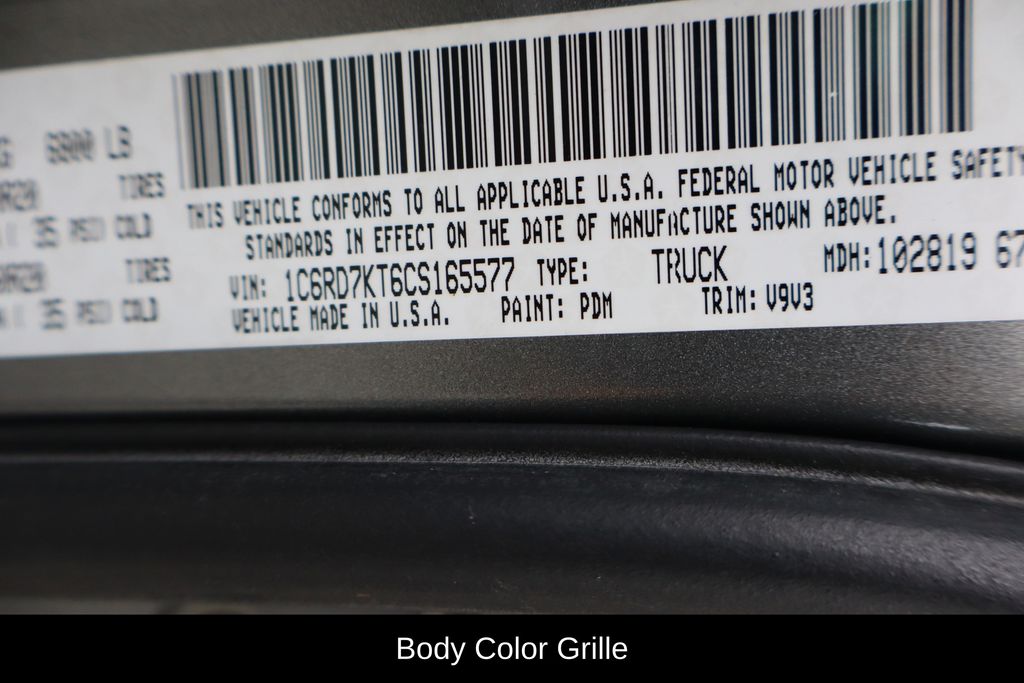 6800 LB
TIRES
35 PSI COLD
TIRES
35 PSI COLD
THIS VEHICLE CONFORMS TO ALL APPLICABLE U.S.A. FEDERAL MOTOR VEHICLE SAFETY
STANDARDS IN EFFECT ON THE DATE OF MANUFACTURE SHOWN ABOVE.
VIN: 1C6RD7KT6CS165577 TYPE: TRUCK MDH:102819 67
VEHICLE MADE IN U.S.A. PAINT: PDM TRIM: V9V3
Body Color Grille